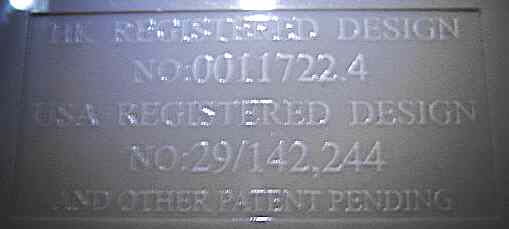 HK REGISTERED DESIGN
NO:0011722.4
USA REGISTERED DESIGN
NO:29/142,244
AND OTHER PATENT PENDING